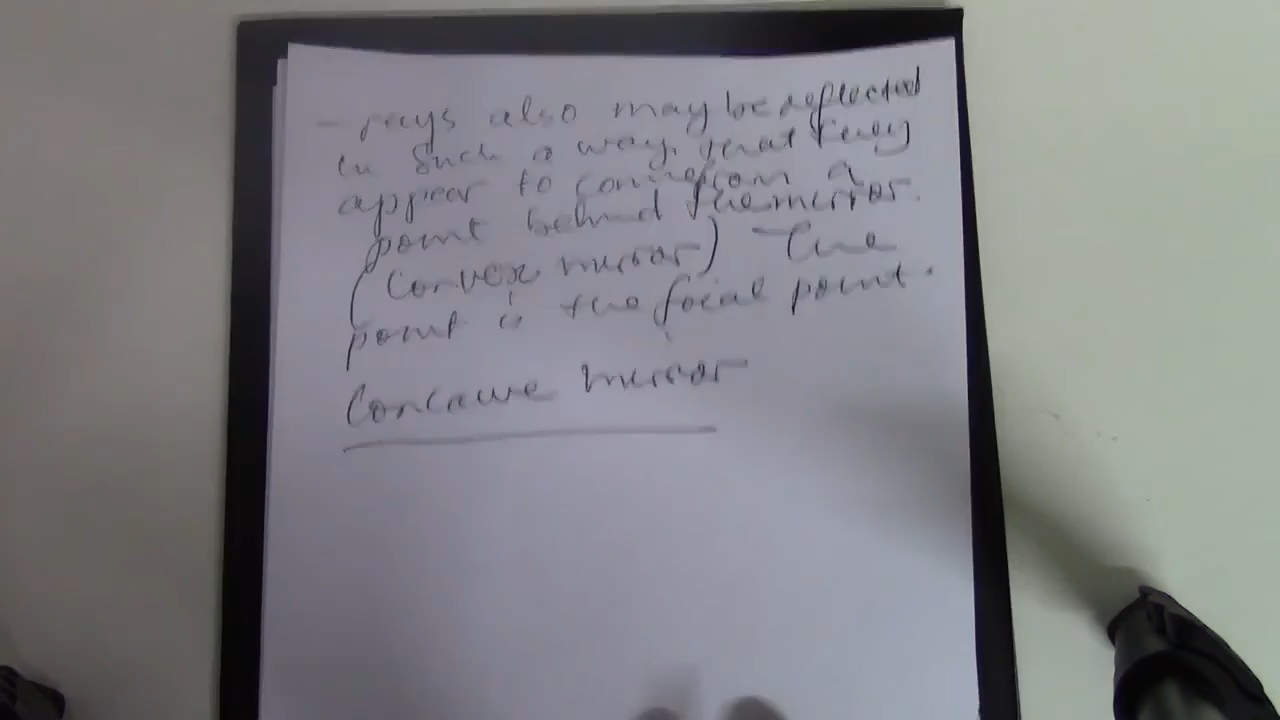 - rays also may be reflected
in such a way, that they
appear to come from a
point behind the mirror.
(Convex mirror) The
point is the focal point.
Concave mirror